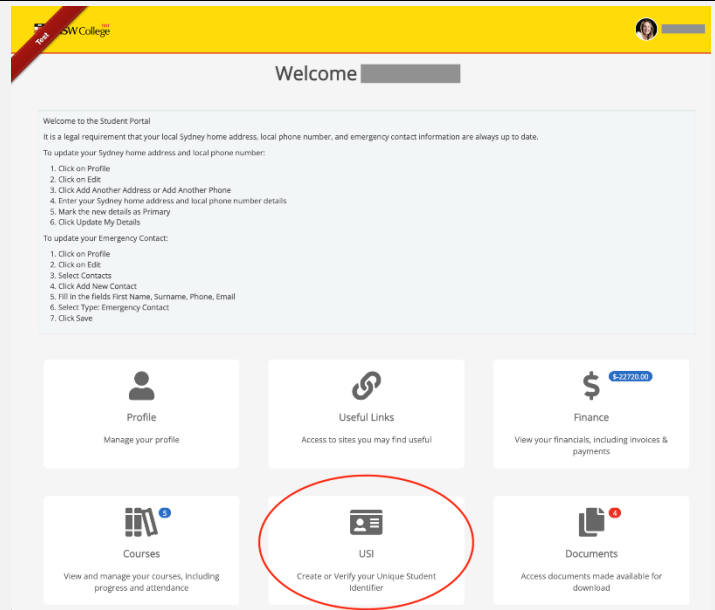 Test
SW College
Welcome
Welcome to the Student Portal
It is a legal requirement that your local Sydney home address, local phone number, and emergency contact information are always up to date.
To update your Sydney home address and local phone number:
1. Click on Profile
2. Click on Edit
3. Click Add Another Address or Add Another Phone
4. Enter your Sydney home address and local phone number details
5. Mark the new details as Primary
6. Click Update My Details
To update your Emergency Contact:
1. Click on Profile
2. Click on Edit
3. Select Contacts
4. Click Add New Contact
5. Fill in the fields First Name, Surname, Phone, Email
6. Select Type: Emergency Contact
7. Click Save
Profile
Manage your profile
Useful Links
Access to sites you may find useful
$-22720.00
Finance
View your financials, including invoices &
payments
5
Courses
View and manage your courses, Including
progress and attendance
USI
Create or Verify your Unique Student
Identifier
4
Documents
Access documents made available for
download